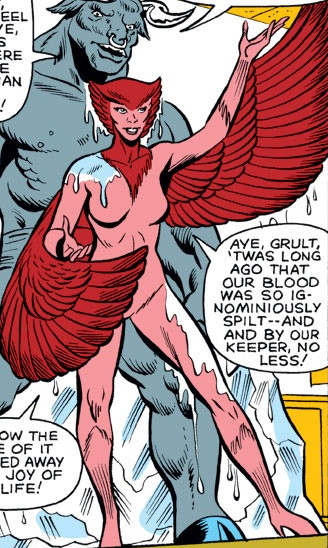 EEL
VE,
S
ERE
E
AN
!
AYE, GRULT,
'TWAS LONG
AGO THAT
OUR BLOOD
WAS SO IG-
NOMINIOUSLY
SPILT--AND
AND BY OUR
KEEPER, NO
LESS!
OW THE
E OF IT
ED AWAY
JOY OF
LIFE!